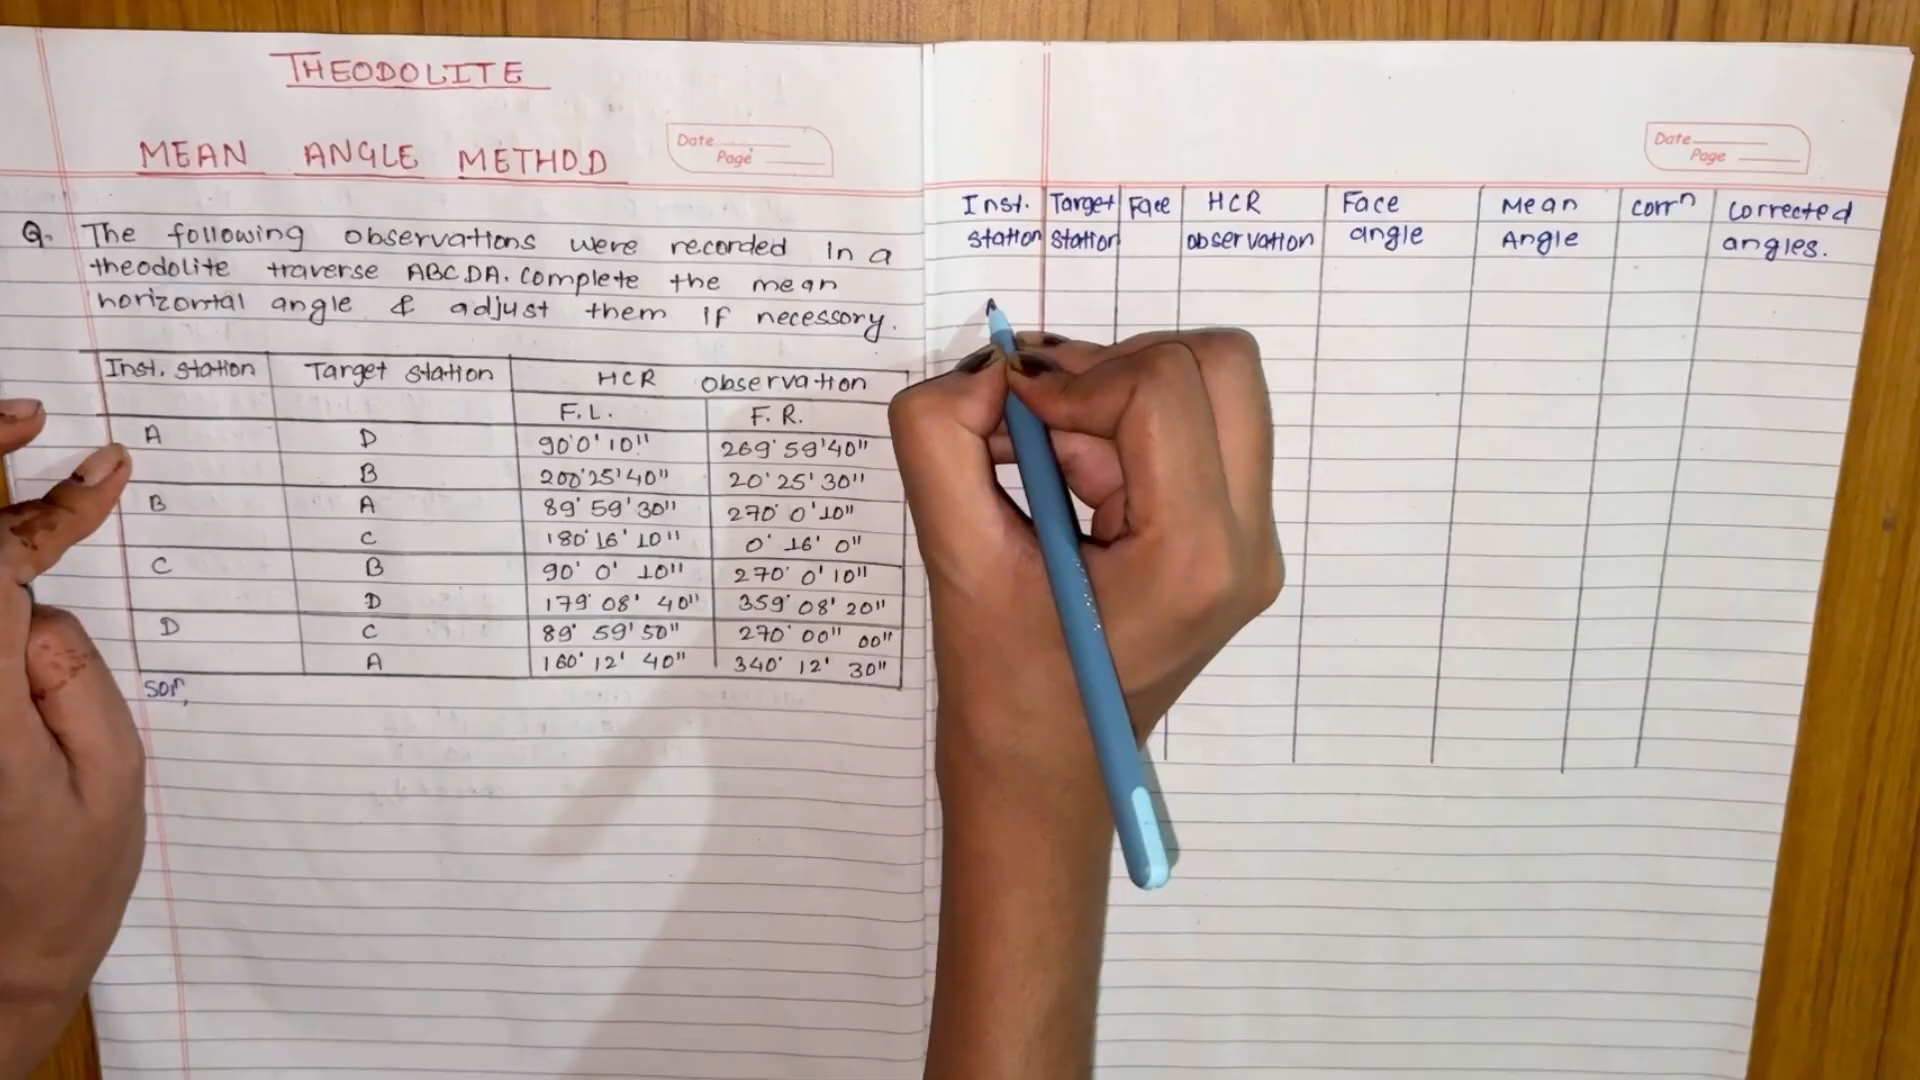 THEODOLITE
MEAN ANGLE METHOD
Date
Page
Q. The following observations were recorded in a
theodolite traverse ABCDA. Complete the mean
horizontal angle & adjust them if necessary.
Inst. station Target station HCR observation
F.L. F.R.
A D 90°0'10" 269°59'40"
B 200°25'40" 20°25'30"
B A 89°59'30" 270°0'10"
C 180°16'10" 0°16'0"
C B 90°0'10" 270°0'10"
D 179°08'40" 359°08'20"
D C 89°59'50" 270°00"00"
A 160°12'40" 340°12'30"
Solⁿ,
Date
Page
Inst. Target Face HCR Face Mean corrⁿ corrected
station station observation angle Angle angles.